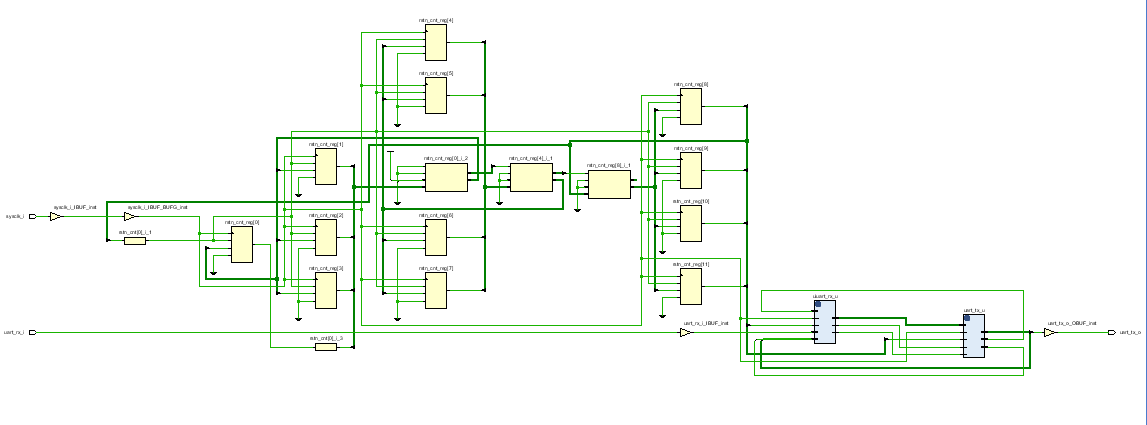 rstn_cnt_reg[4]
rstn_cnt_reg[5]
rstn_cnt_reg[8]
rstn_cnt_reg[1]
rstn_cnt_reg[0]_i_2
rstn_cnt_reg[4]_i_1
rstn_cnt_reg[8]_i_1
rstn_cnt_reg[9]
sysclk_i
sysclk_i_IBUF_inst
sysclk_i_IBUF_BUFG_inst
rstn_cnt[0]_i_1
rstn_cnt_reg[0]
rstn_cnt_reg[2]
rstn_cnt_reg[6]
rstn_cnt_reg[10]
rstn_cnt_reg[3]
rstn_cnt_reg[7]
rstn_cnt_reg[11]
uart_rx_i
rstn_cnt[0]_i_3
uart_rx_i_IBUF_inst
uart_rx_u
uart_tx_u
uart_tx_o_OBUF_inst
uart_tx_o